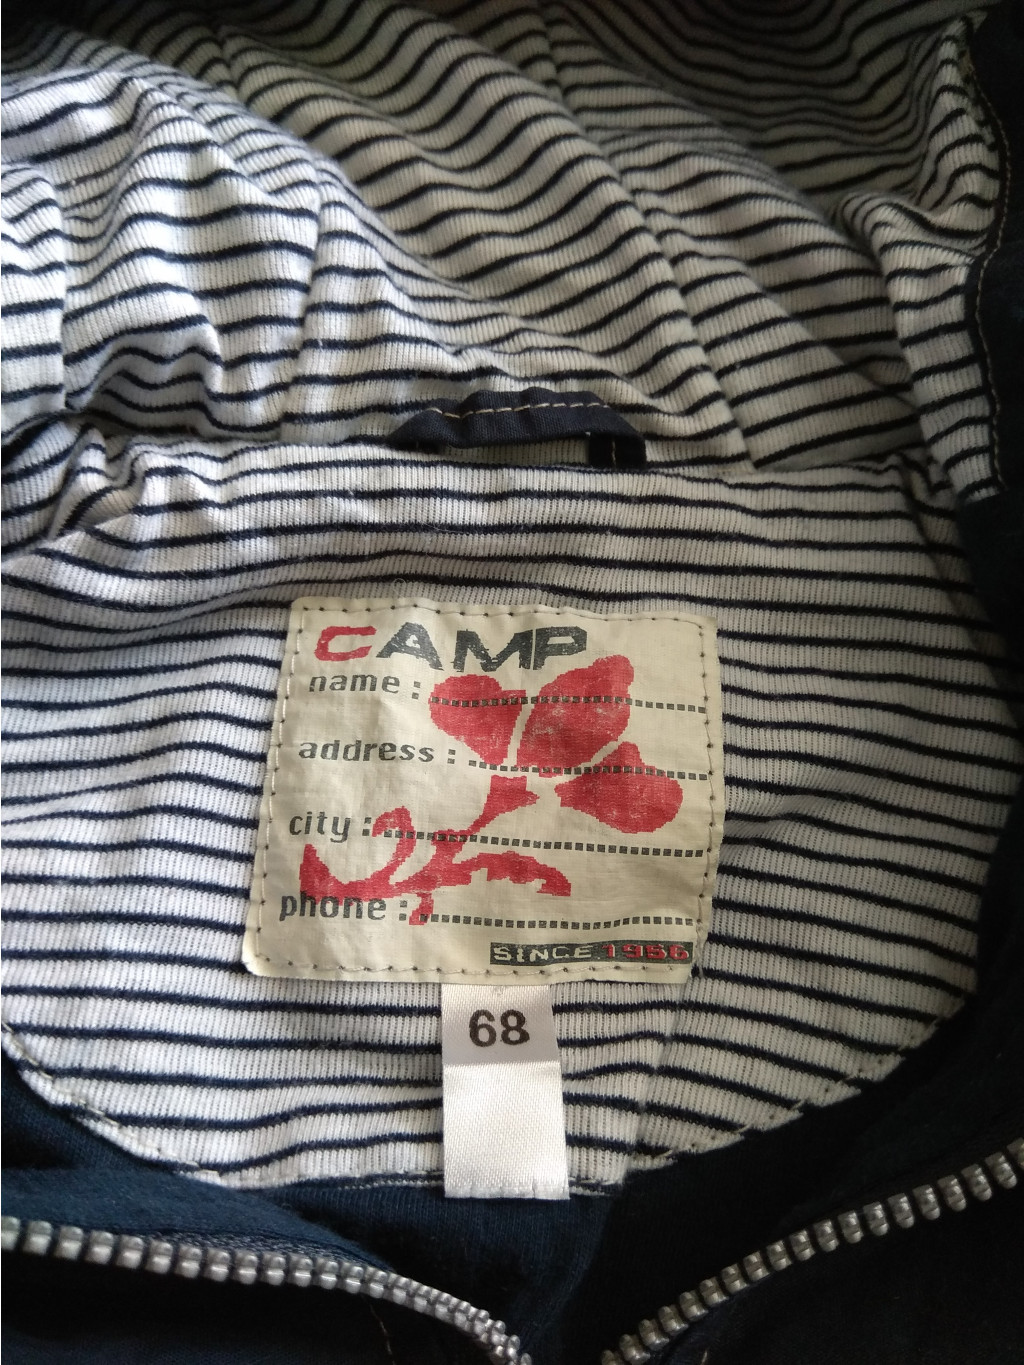 CAMP
name :
address :
city :
phone :
SINCE 1956
68